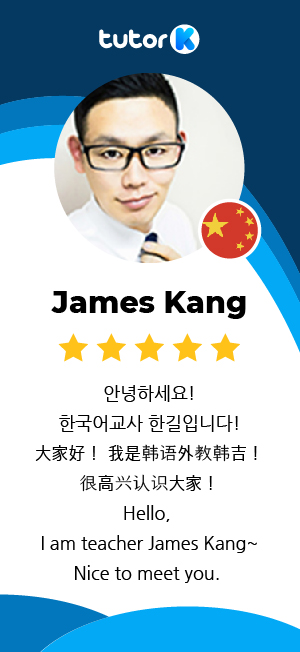 tutor K
James Kang
안녕하세요!
한국어교사 한길입니다!
大家好！ 我是韩语外教韩吉！
很高兴认识大家！
Hello,
I am teacher James Kang~
Nice to meet you.